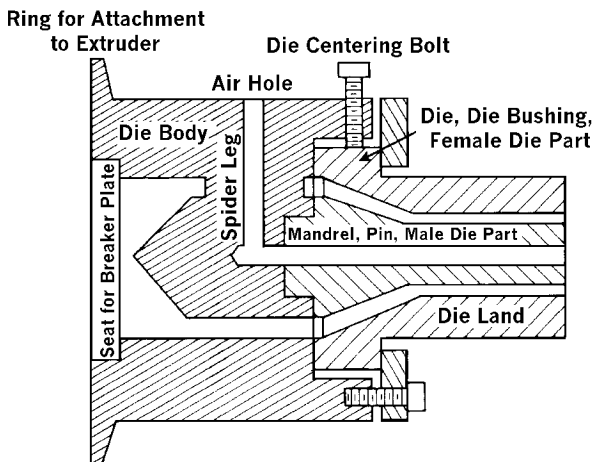 Ring for Attachment
to Extruder
Die Centering Bolt
Air Hole
Die, Die Bushing,
Female Die Part
Die Body
Spider Leg
Seat for Breaker Plate
Mandrel, Pin, Male Die Part
Die Land